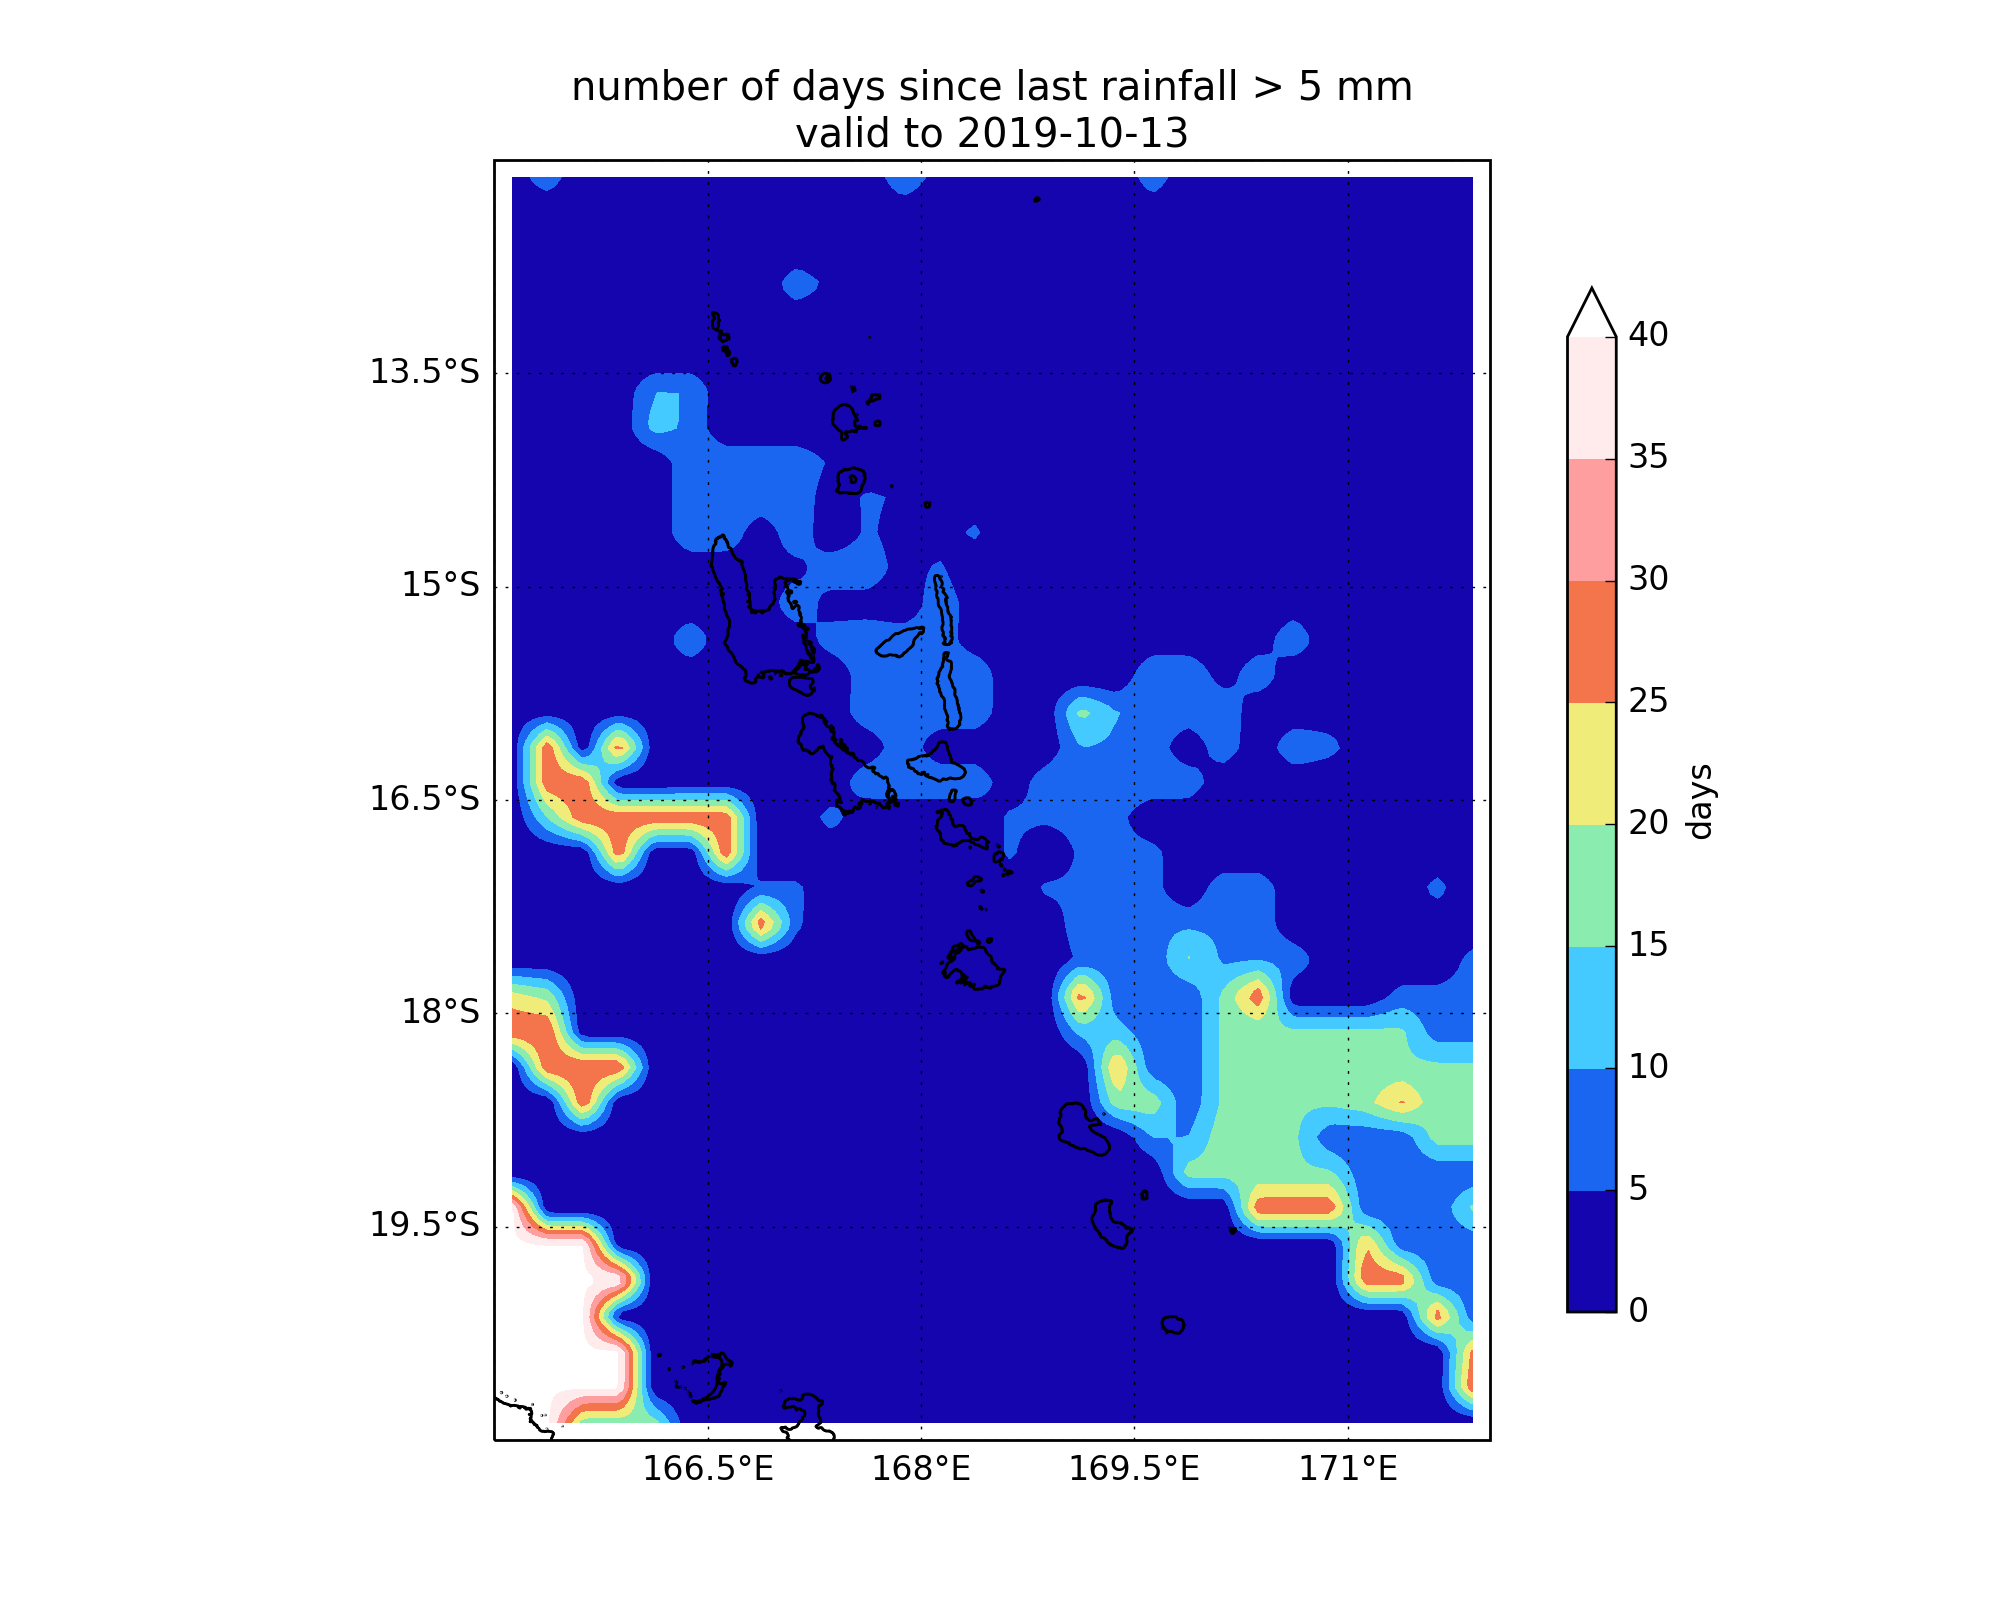 number of days since last rainfall > 5 mm
valid to 2019-10-13
13.5°S
15°S
16.5°S
18°S
19.5°S
166.5°E
168°E
169.5°E
171°E
40
35
30
25
20
15
10
5
0
days